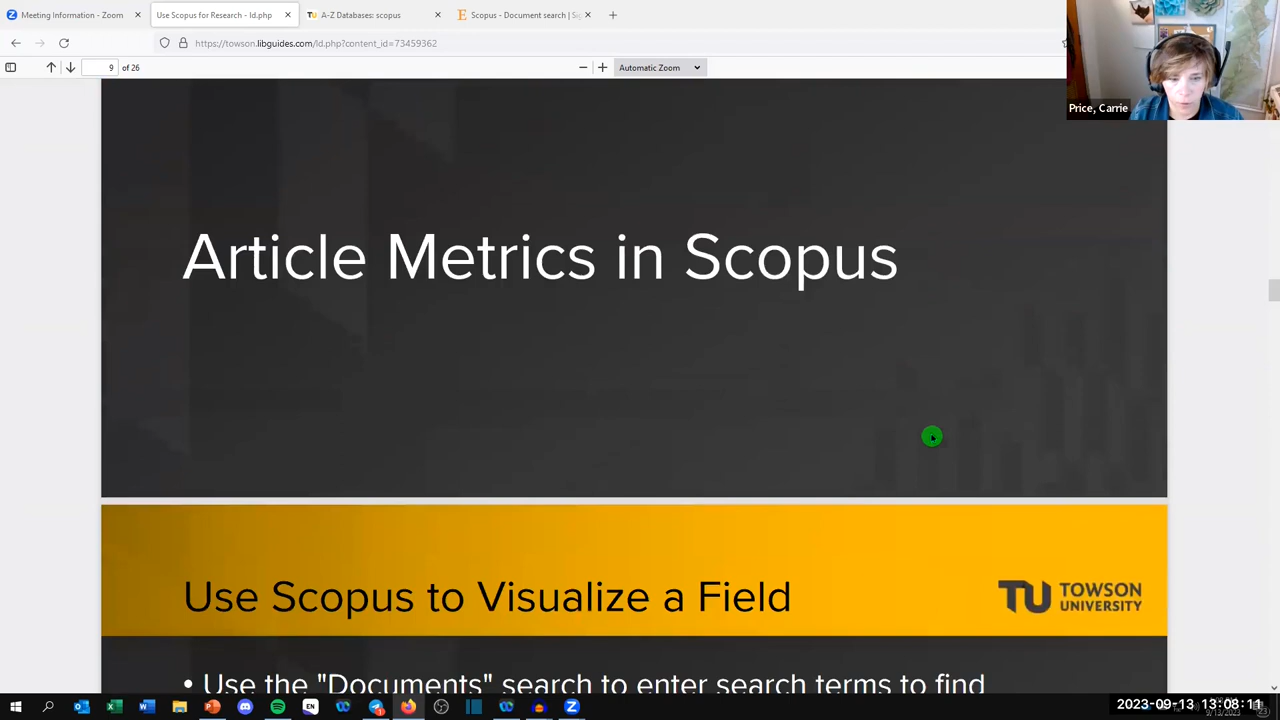 Meeting Information - Zoom
Use Scopus for Research - ld.php
A-Z Databases: scopus
Scopus - Document search | Sig
https://towson.libguides.com/ld.php?content_id=73459362
9 of 26
Automatic Zoom
Price, Carrie
Article Metrics in Scopus
Use Scopus to Visualize a Field
TU TOWSON
UNIVERSITY
• Use the "Documents" search to enter search terms to find
2023-09-13 13:08:11